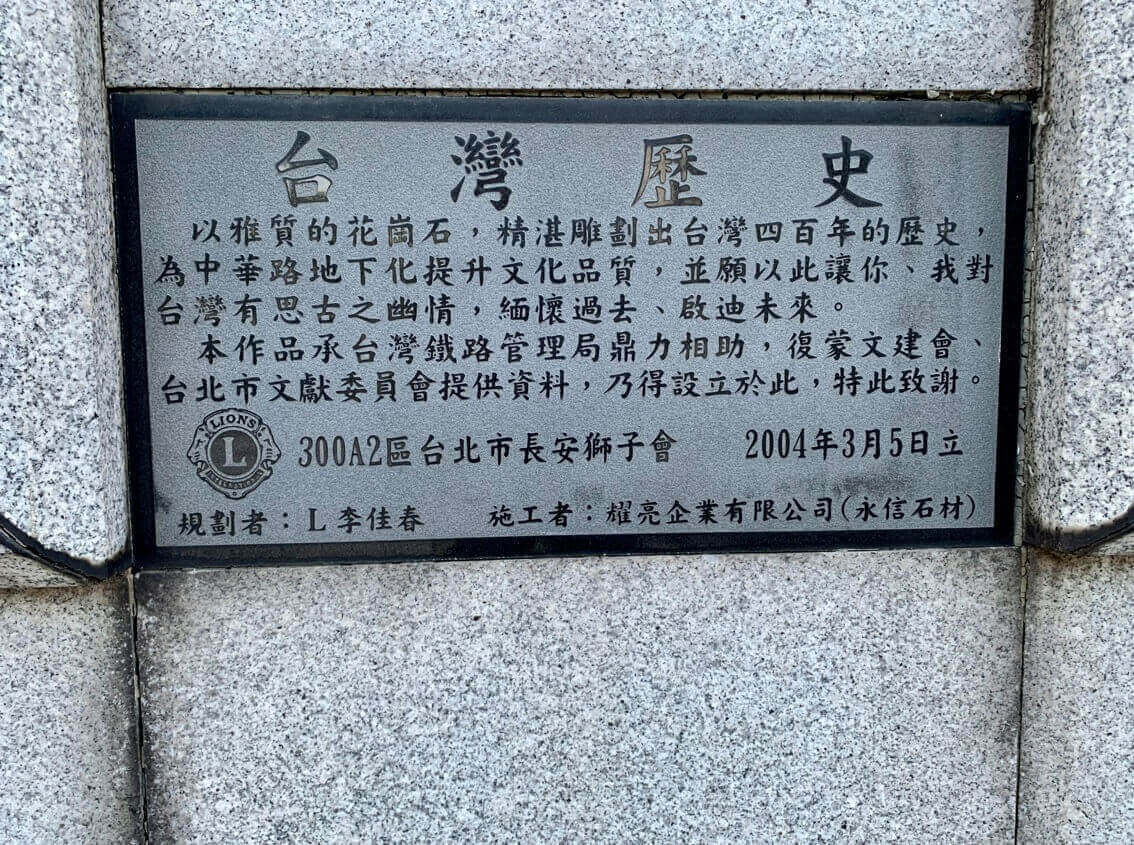 台灣歷史
以雅質的花崗石，精湛雕劃出台灣四百年的歷史，
為中華路地下化提升文化品質，並願以此讓你、我對
台灣有思古之幽情，緬懷過去、啟迪未來。
本作品承台灣鐵路管理局鼎力相助，復蒙文建會、
台北市文獻委員會提供資料，乃得設立於此，特此致謝。
LIONS
L
INTERNATIONAL
300A2區台北市長安獅子會 2004年3月5日立
規劃者：L李佳春 施工者：耀亮企業有限公司(永信石材)